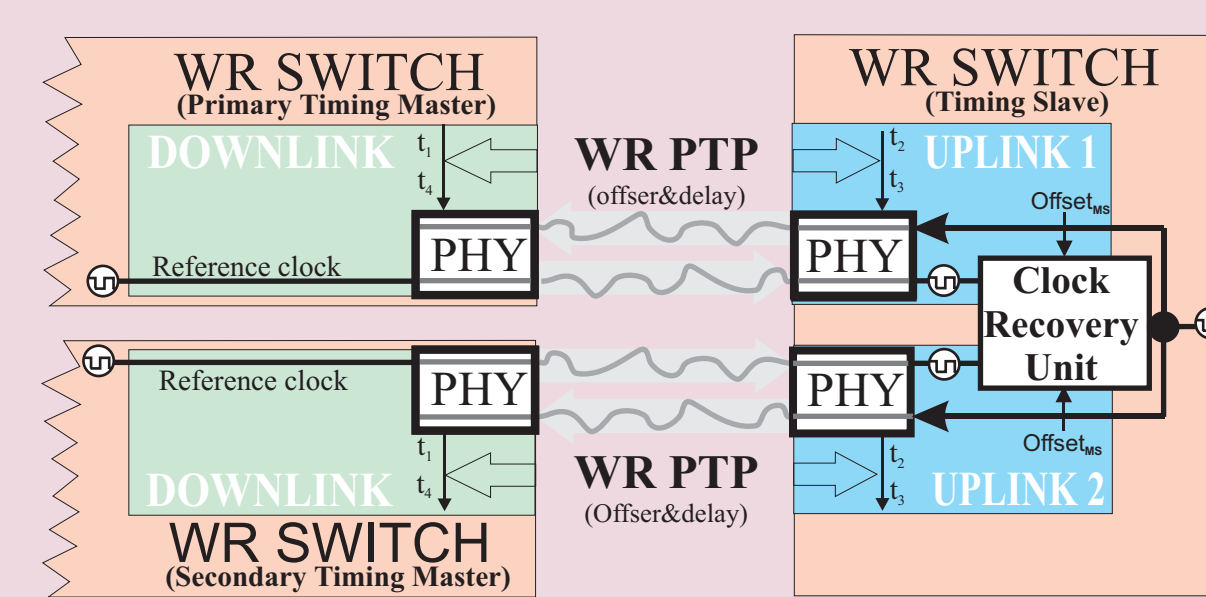 WR SWITCH
(Primary Timing Master)
DOWNLINK
t1
t4
PHY
Reference clock
WR PTP
(offser&delay)
WR SWITCH
(Timing Slave)
UPLINK 1
t2
t3
PHY
OffsetMS
Clock
Recovery
Unit
Reference clock
PHY
t1
t4
DOWNLINK
WR SWITCH
(Secondary Timing Master)
WR PTP
(Offser&delay)
PHY
t2
t3
OffsetMS
UPLINK 2